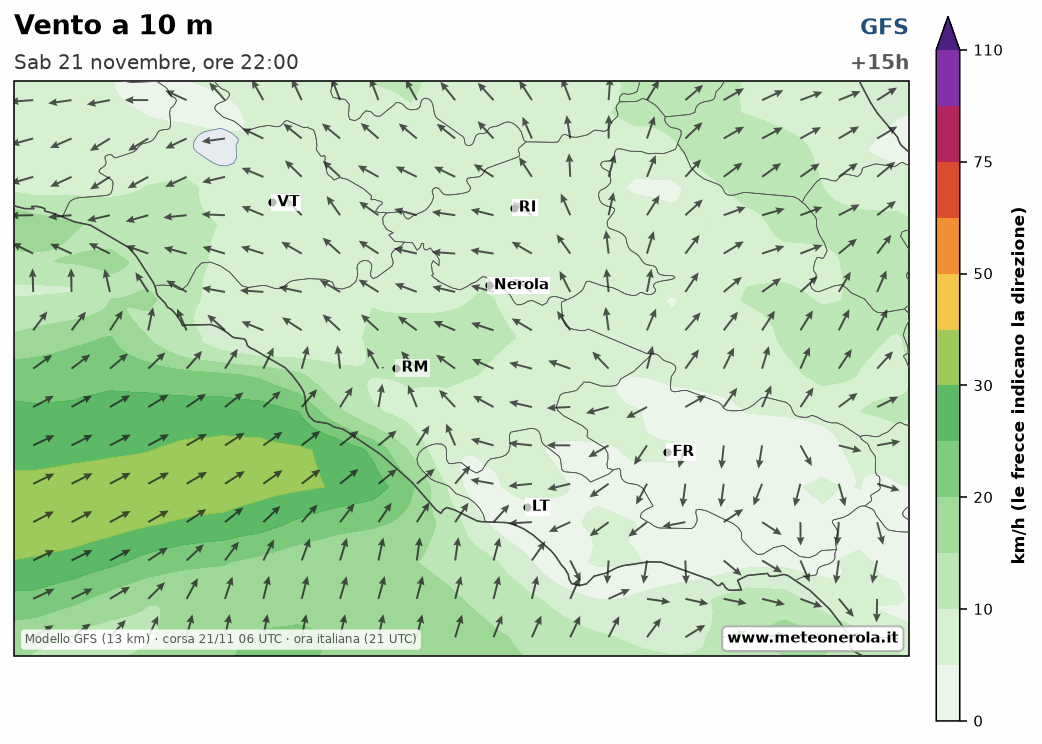 Vento a 10 m
GFS
Sab 21 novembre, ore 22:00
+15h
110
75
50
30
20
10
0
km/h (le frecce indicano la direzione)
VT
RI
Nerola
RM
FR
LT
Modello GFS (13 km) · corsa 21/11 06 UTC · ora italiana (21 UTC)
www.meteonerola.it